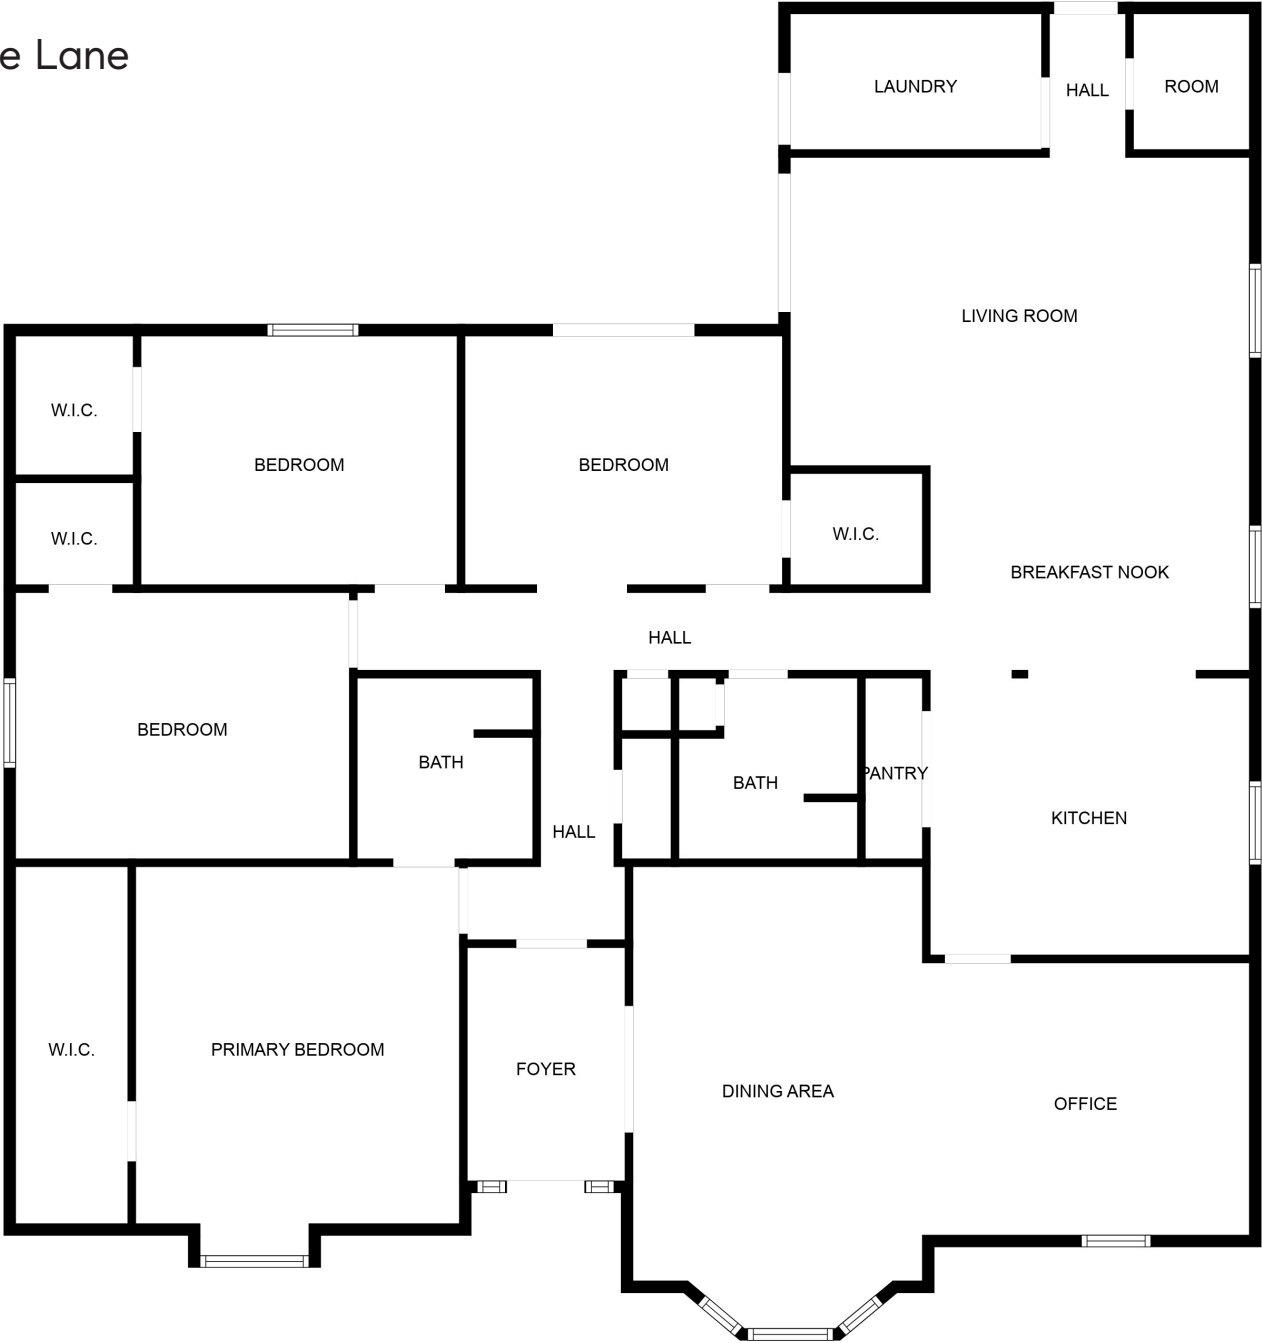 e Lane
LAUNDRY
HALL
ROOM
LIVING ROOM
W.I.C.
BEDROOM
BEDROOM
W.I.C.
W.I.C.
BREAKFAST NOOK
HALL
BEDROOM
BATH
BATH
PANTRY
KITCHEN
HALL
W.I.C.
PRIMARY BEDROOM
FOYER
DINING AREA
OFFICE